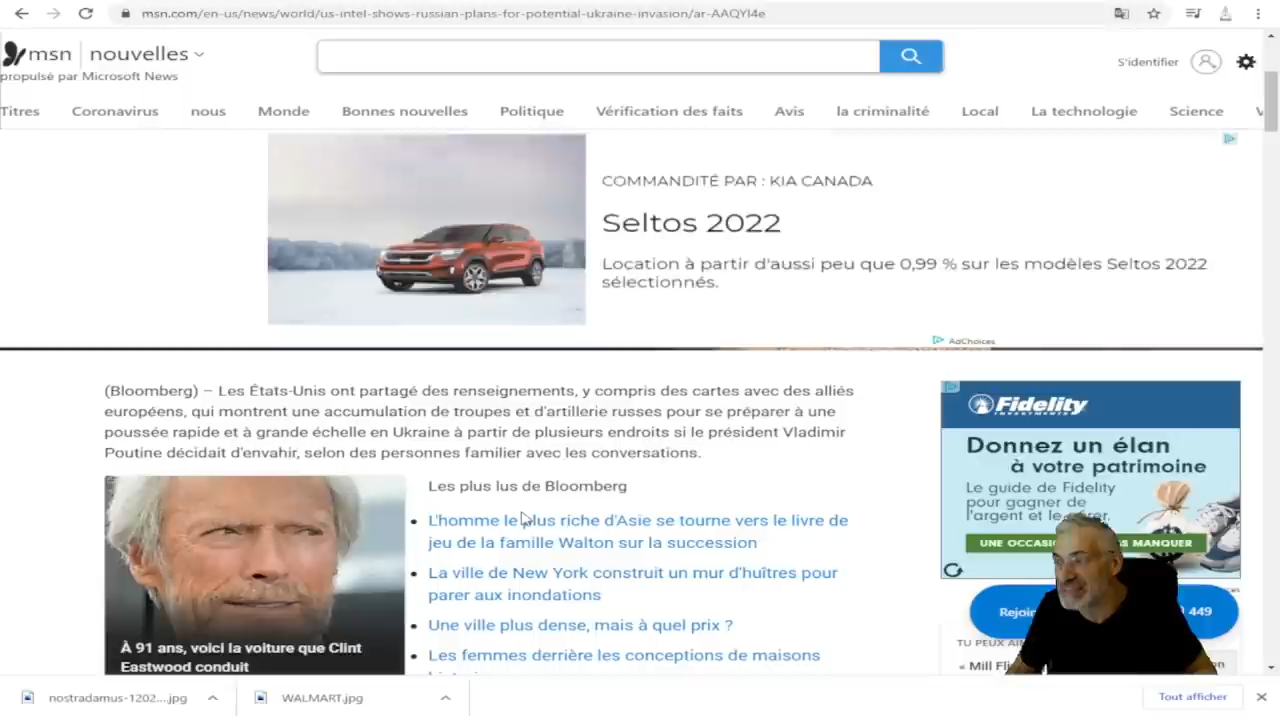 msn.com/en-us/news/world/us-intel-shows-russian-plans-for-potential-ukraine-invasion/ar-AAQYl4e
msn nouvelles
propulsé par Microsoft News
S'identifier
Titres Coronavirus nous Monde Bonnes nouvelles Politique Vérification des faits Avis la criminalité Local La technologie Science
COMMANDITÉ PAR : KIA CANADA
Seltos 2022
Location à partir d'aussi peu que 0,99 % sur les modèles Seltos 2022
sélectionnés.
AdChoices
(Bloomberg) – Les États-Unis ont partagé des renseignements, y compris des cartes avec des alliés
européens, qui montrent une accumulation de troupes et d'artillerie russes pour se préparer à une
poussée rapide et à grande échelle en Ukraine à partir de plusieurs endroits si le président Vladimir
Poutine décidait d'envahir, selon des personnes familier avec les conversations.
À 91 ans, voici la voiture que Clint
Eastwood conduit
Les plus lus de Bloomberg
L'homme le plus riche d'Asie se tourne vers le livre de
jeu de la famille Walton sur la succession
La ville de New York construit un mur d'huîtres pour
parer aux inondations
Une ville plus dense, mais à quel prix ?
Les femmes derrière les conceptions de maisons
Fidelity
INVESTMENTS
Donnez un élan
à votre patrimoine
Le guide de Fidelity
pour gagner de
l'argent et le gérer.
UNE OCCASIO SS MANQUER
Rejoin 449
TU PEUX AI
« Mill Fl
nostradamus-1202....jpg
WALMART.jpg
Tout afficher